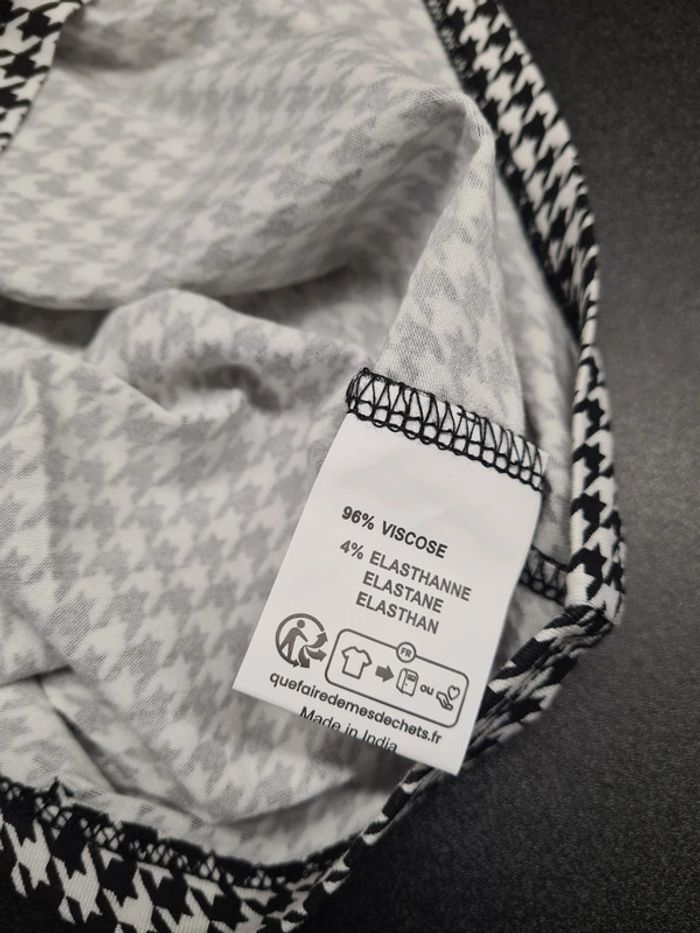 96% VISCOSE
4% ELASTHANNE
ELASTANE
ELASTHAN
FR
OU
quefairedemesdechets.fr
Made in India